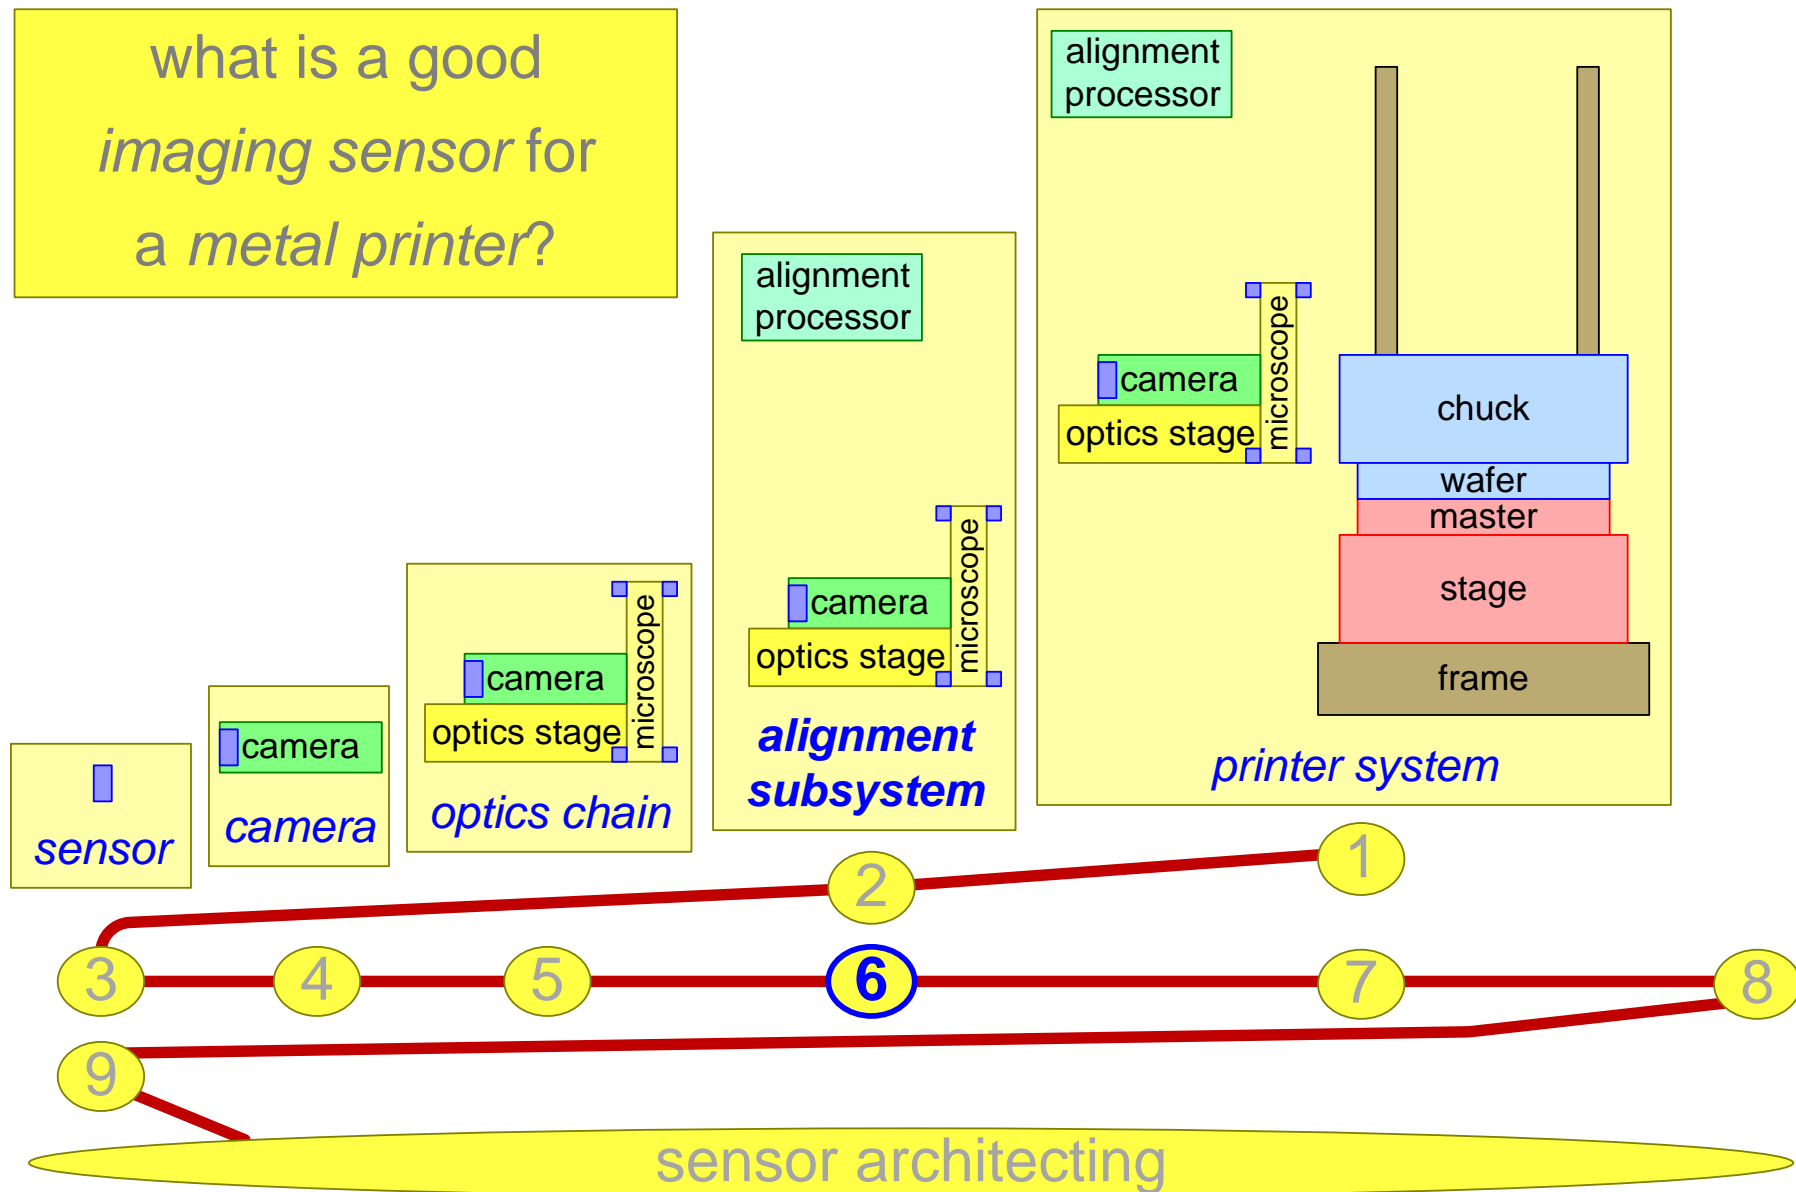 what is a good
imaging sensor for
a metal printer?
sensor
camera
camera
camera
microscope
optics stage
optics chain
alignment
processor
camera
microscope
optics stage
alignment
subsystem
alignment
processor
camera
microscope
optics stage
chuck
wafer
master
stage
frame
printer system
1
2
3
4
5
6
7
8
9
sensor architecting